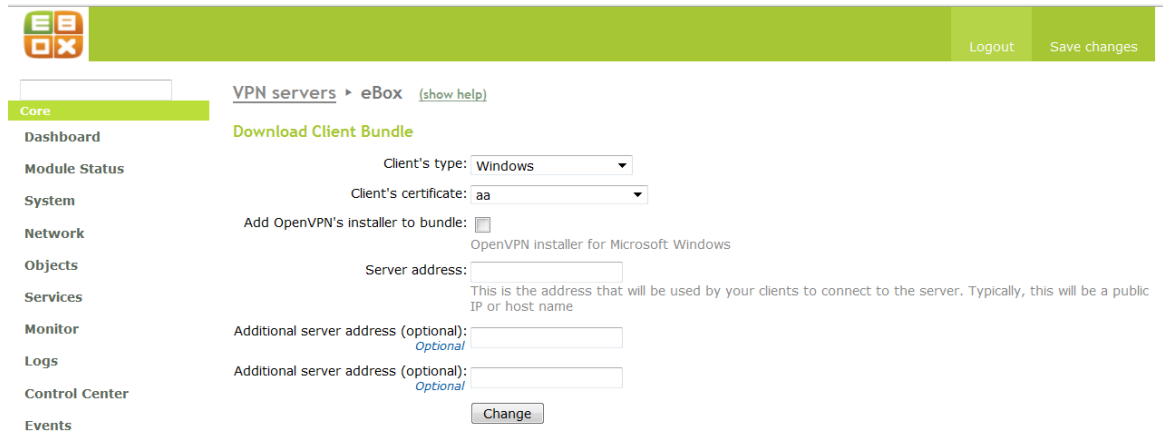 EBOX
Logout
Save changes
Core
Dashboard
Module Status
System
Network
Objects
Services
Monitor
Logs
Control Center
Events
VPN servers ▸ eBox (show help)
Download Client Bundle
Client's type: Windows
Client's certificate: aa
Add OpenVPN's installer to bundle:
OpenVPN installer for Microsoft Windows
Server address:
This is the address that will be used by your clients to connect to the server. Typically, this will be a public
IP or host name
Additional server address (optional):
Optional
Additional server address (optional):
Optional
Change